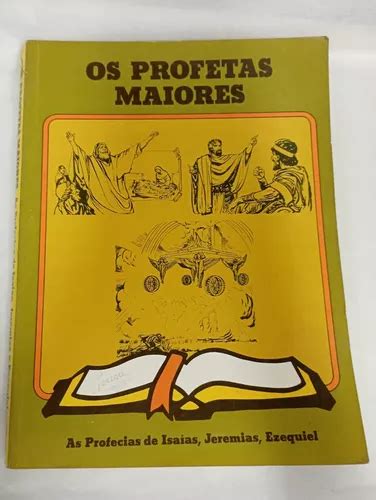 OS PROFETAS
MAIORES
As Profecias de Isaías, Jeremias, Ezequiel